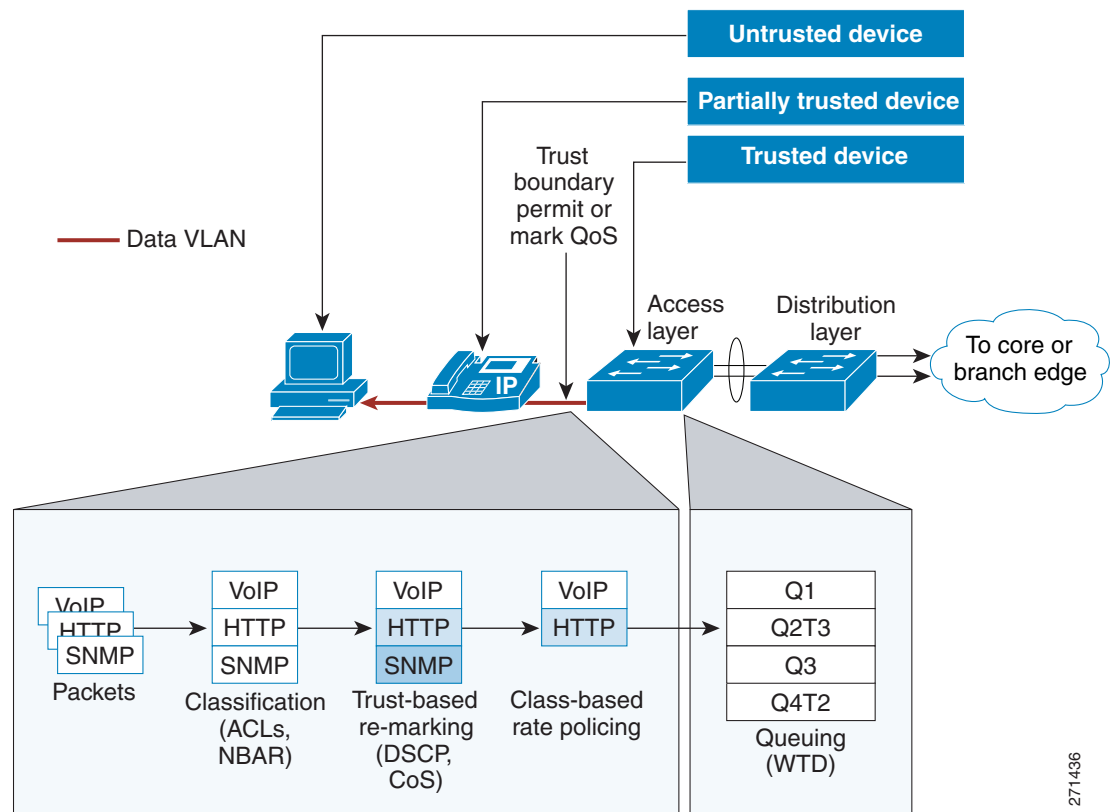 Untrusted device
Partially trusted device
Trusted device
Trust
boundary
permit or
mark QoS
Data VLAN
Access
layer
Distribution
layer
To core or
branch edge
IP
VoIP
HTTP
SNMP
Packets
VoIP
HTTP
SNMP
Classification
(ACLs,
NBAR)
VoIP
HTTP
SNMP
Trust-based
re-marking
(DSCP,
CoS)
VoIP
HTTP
Class-based
rate policing
Q1
Q2T3
Q3
Q4T2
Queuing
(WTD)
271436